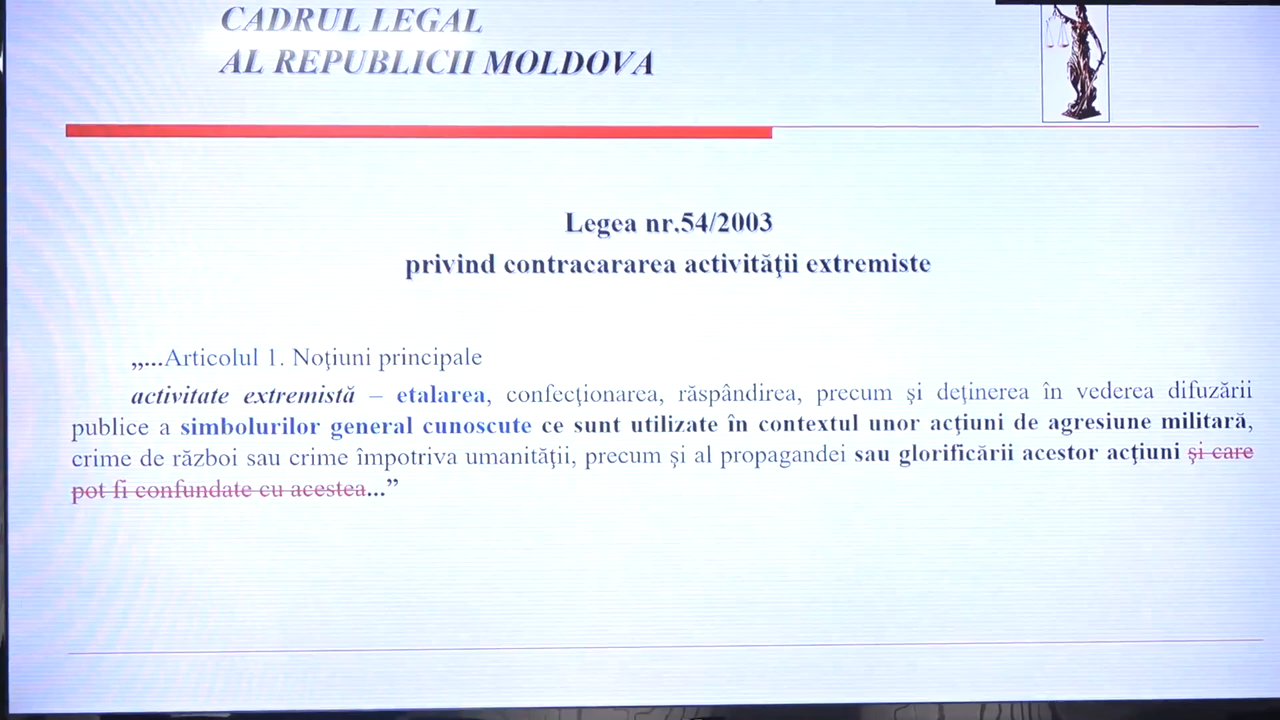 CADRUL LEGAL
AL REPUBLICII MOLDOVA
Legea nr.54/2003
privind contracararea activităţii extremiste
„...Articolul 1. Noţiuni principale
activitate extremistă – etalarea, confecţionarea, răspândirea, precum şi deţinerea în vederea difuzării
publice a simbolurilor general cunoscute ce sunt utilizate în contextul unor acţiuni de agresiune militară,
crime de război sau crime împotriva umanităţii, precum şi al propagandei sau glorificării acestor acţiuni şi care
pot fi confundate cu acestea...”